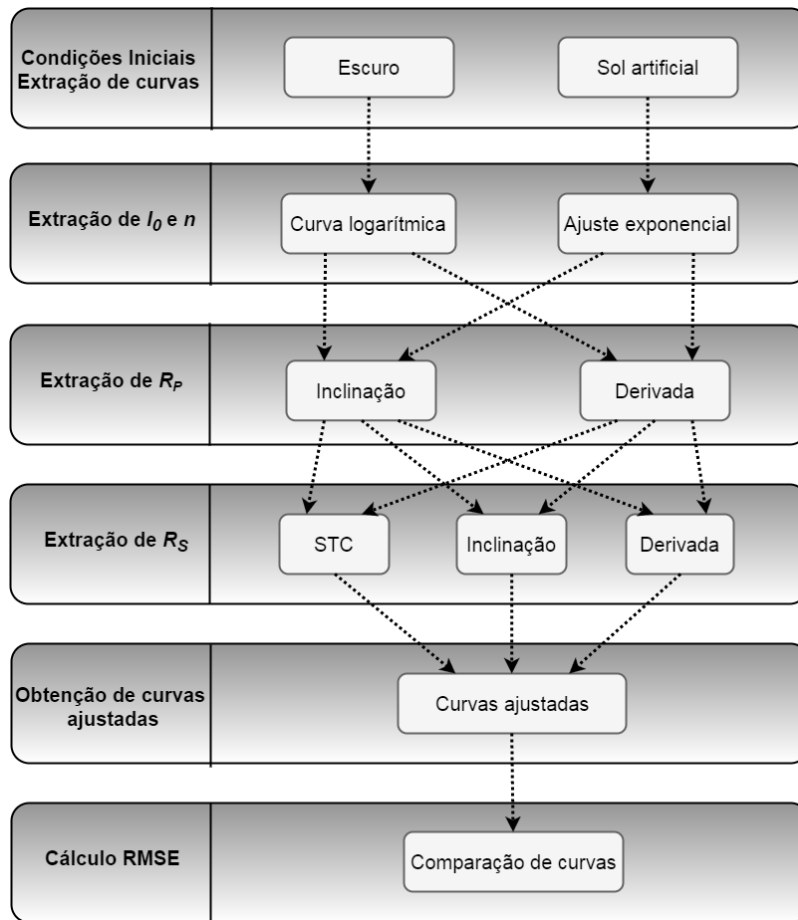 Condições Iniciais
Extração de curvas
Escuro
Sol artificial
Extração de I0 e n
Curva logarítmica
Ajuste exponencial
Extração de RP
Inclinação
Derivada
Extração de RS
STC
Inclinação
Derivada
Obtenção de curvas
ajustadas
Curvas ajustadas
Cálculo RMSE
Comparação de curvas